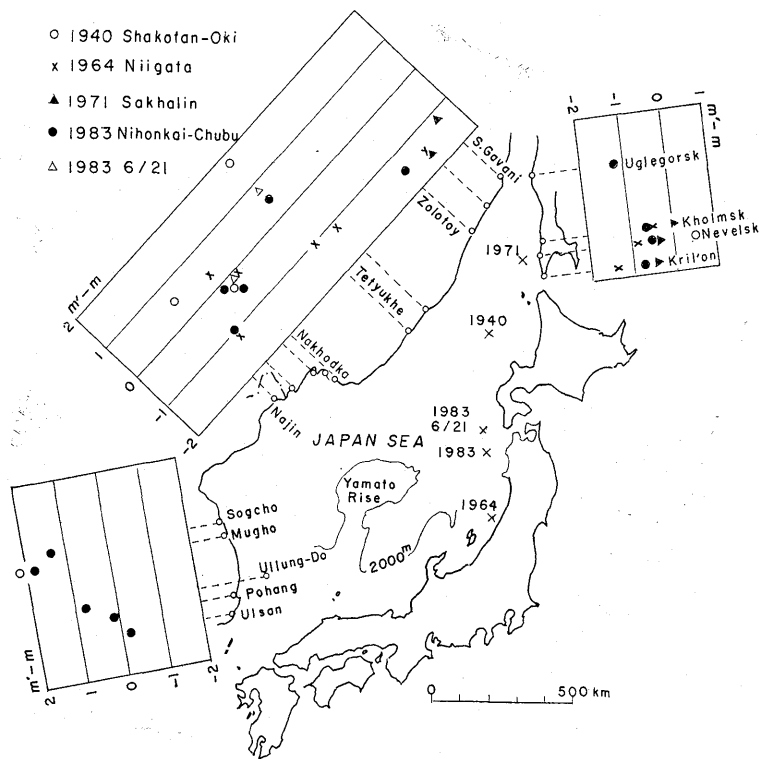 ○ 1940 Shakotan-Oki
x 1964 Niigata
▲ 1971 Sakhalin
● 1983 Nihonkai-Chubu
△ 1983 6/21
m'-m
2
1
0
-1
-2
S.Gavani
Zolotoy
Tetyukhe
Nakhodka
Najin
-2
-1
0
1
m'-m
Uglegorsk
Kholmsk
Nevelsk
Kril'on
1971
1940
1983
6/21
1983
1964
JAPAN SEA
Yamato
Rise
2000m
Sogcho
Mugho
Ullung-Do
Pohang
Ulsan
m'-m
2
1
0
-1
-2
0
500 km